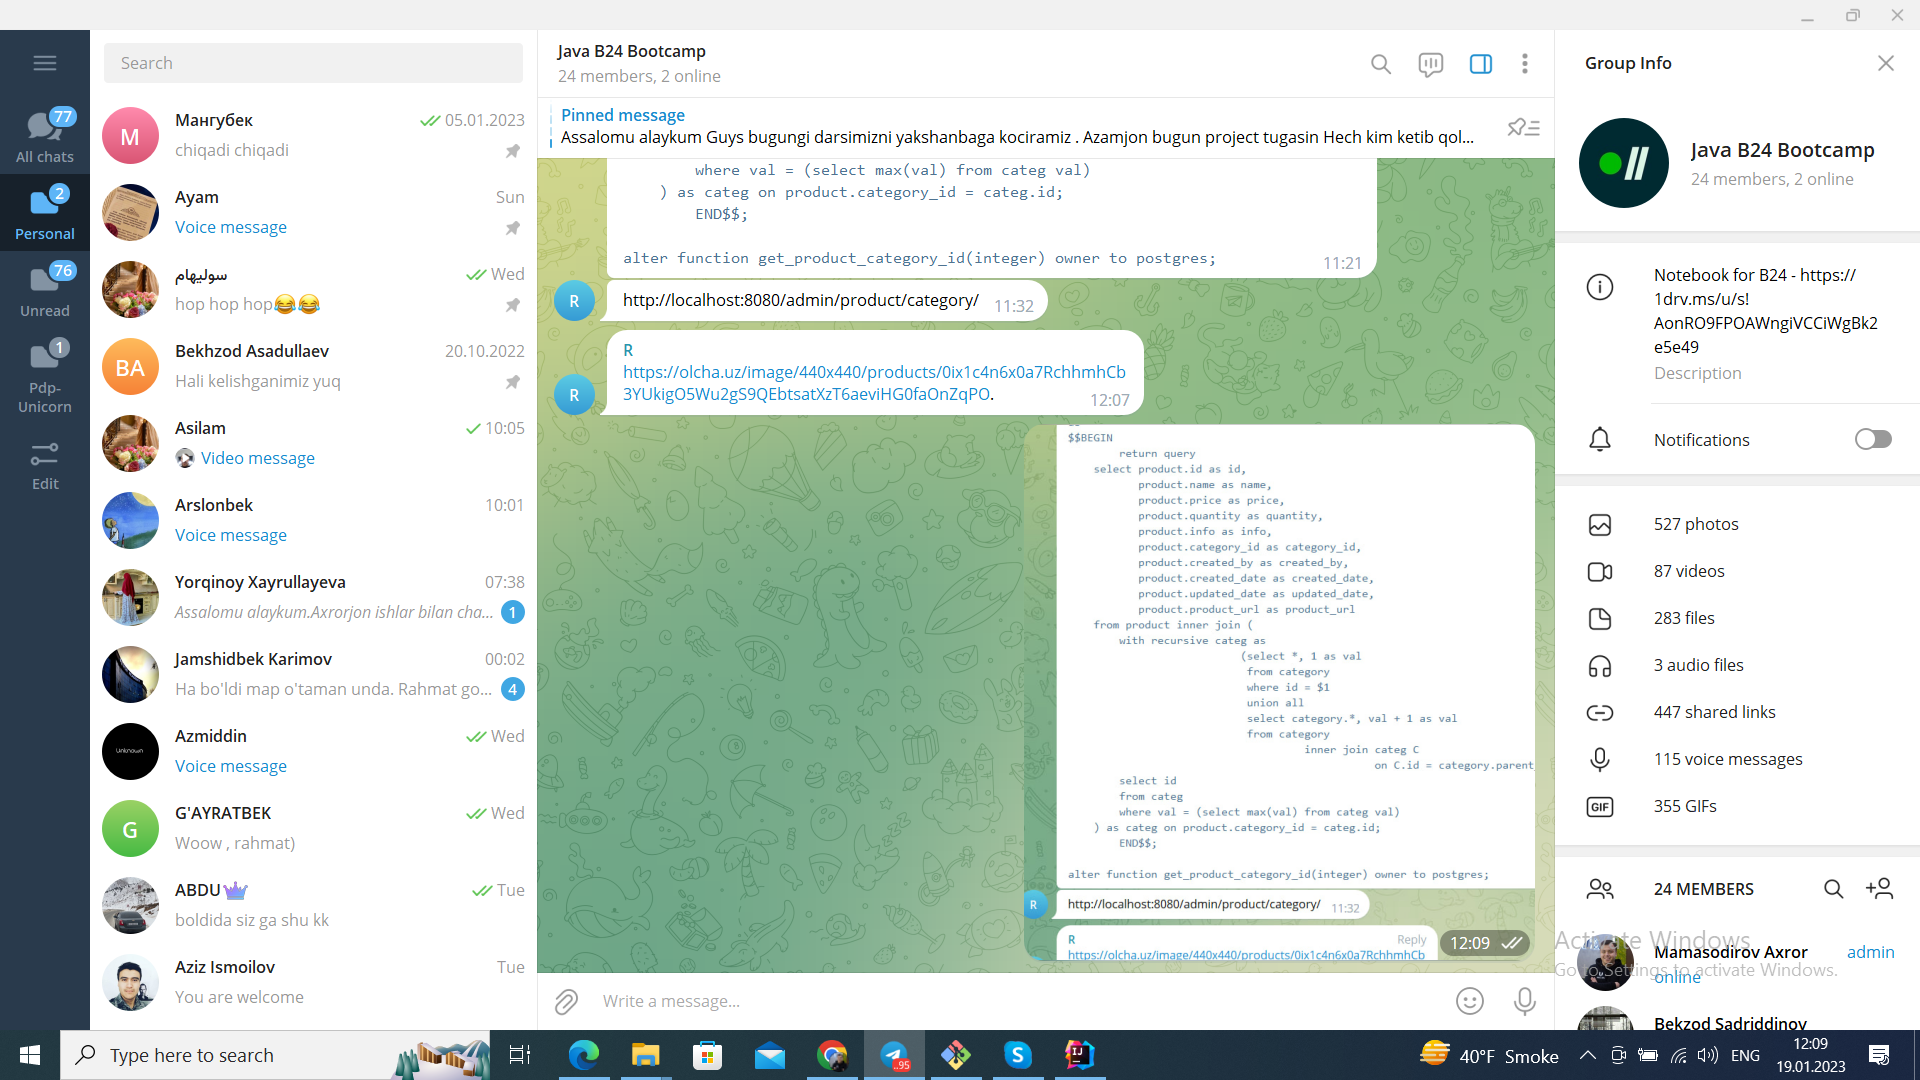 Search
77
All chats
2
Personal
76
Unread
1
Pdp-
Unicorn
Edit
M
Мангубек
05.01.2023
chiqadi chiqadi
Ayam
Sun
Voice message
سوليهام
Wed
hop hop hop😂😂
BA
Bekhzod Asadullaev
20.10.2022
Hali kelishganimiz yuq
Asilam
10:05
Video message
Arslonbek
10:01
Voice message
Yorqinoy Xayrullayeva
07:38
Assalomu alaykum.Axrorjon ishlar bilan cha...
1
Jamshidbek Karimov
00:02
Ha bo'ldi map o'taman unda. Rahmat go...
4
Unknown
Azmiddin
Wed
Voice message
G
G'AYRATBEK
Wed
Woow , rahmat)
ABDU
Tue
boldida siz ga shu kk
Aziz Ismoilov
Tue
You are welcome
Java B24 Bootcamp
24 members, 2 online
Pinned message
Assalomu alaykum Guys bugungi darsimizni yakshanbaga kociramiz . Azamjon bugun project tugasin Hech kim ketib qol...
where val = (select max(val) from categ val)
) as categ on product.category_id = categ.id;
END$$;
alter function get_product_category_id(integer) owner to postgres;
11:21
R
http://localhost:8080/admin/product/category/
11:32
R
https://olcha.uz/image/440x440/products/0ix1c4n6x0a7RchhmhCb
3YUkigO5Wu2gS9QEbtsatXzT6aeviHG0faOnZqPO.
12:07
R
$$BEGIN
return query
select product.id as id,
product.name as name,
product.price as price,
product.quantity as quantity,
product.info as info,
product.category_id as category_id,
product.created_by as created_by,
product.created_date as created_date,
product.updated_date as updated_date,
product.product_url as product_url
from product inner join (
with recursive categ as
(select *, 1 as val
from category
where id = $1
union all
select category.*, val + 1 as val
from category
inner join categ C
on C.id = category.parent
select id
from categ
where val = (select max(val) from categ val)
) as categ on product.category_id = categ.id;
END$$;
alter function get_product_category_id(integer) owner to postgres;
R
http://localhost:8080/admin/product/category/
11:32
R
Reply
https://olcha.uz/image/440x440/products/0ix1c4n6x0a7RchhmhCb
12:09
Write a message...
Group Info
Java B24 Bootcamp
24 members, 2 online
Notebook for B24 - https://
1drv.ms/u/s!
AonRO9FPOAWngiVCCiWgBk2
e5e49
Description
Notifications
527 photos
87 videos
283 files
3 audio files
447 shared links
115 voice messages
GIF
355 GIFs
24 MEMBERS
Mamasodirov Axror
admin
online
Bekzod Sadriddinov
Activate Windows
Go to Settings to activate Windows.
Type here to search
..95
40°F Smoke
ENG
12:09
19.01.2023